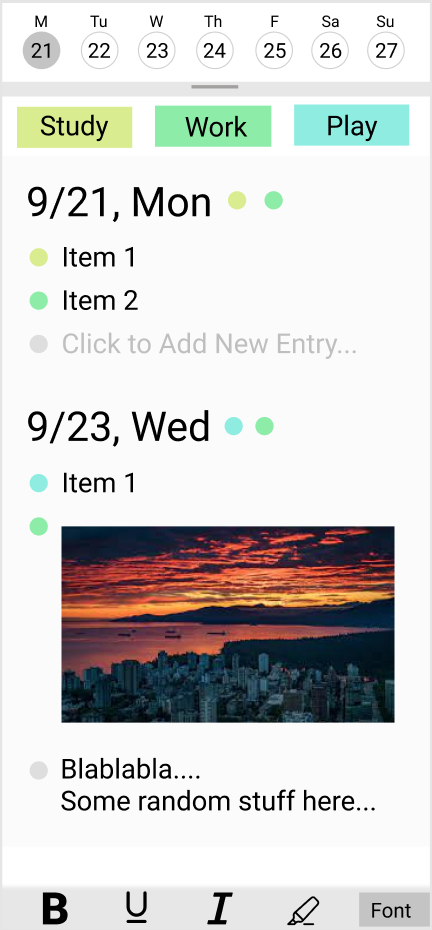 M Tu W Th F Sa Su
21 22 23 24 25 26 27
Study Work Play
9/21, Mon
Item 1
Item 2
Click to Add New Entry...
9/23, Wed
Item 1
Blablabla....
Some random stuff here...
B U I Font